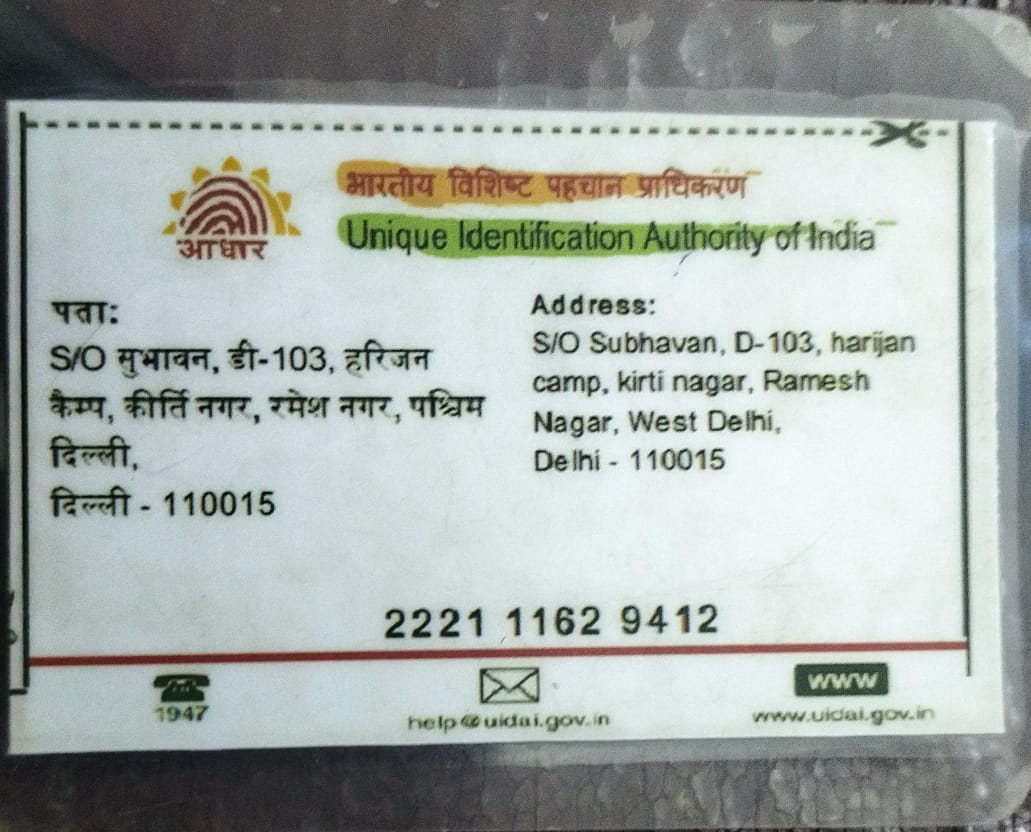 आधार
भारतीय विशिष्ट पहचान प्राधिकरण
Unique Identification Authority of India
पता:
S/O सुभावन, डी-103, हरिजन
कैम्प, कीर्ति नगर, रमेश नगर, पश्चिम
दिल्ली,
दिल्ली - 110015
Address:
S/O Subhavan, D-103, harijan
camp, kirti nagar, Ramesh
Nagar, West Delhi,
Delhi - 110015
2221 1162 9412
1947
help@uidai.gov.in
www
www.uidai.gov.in